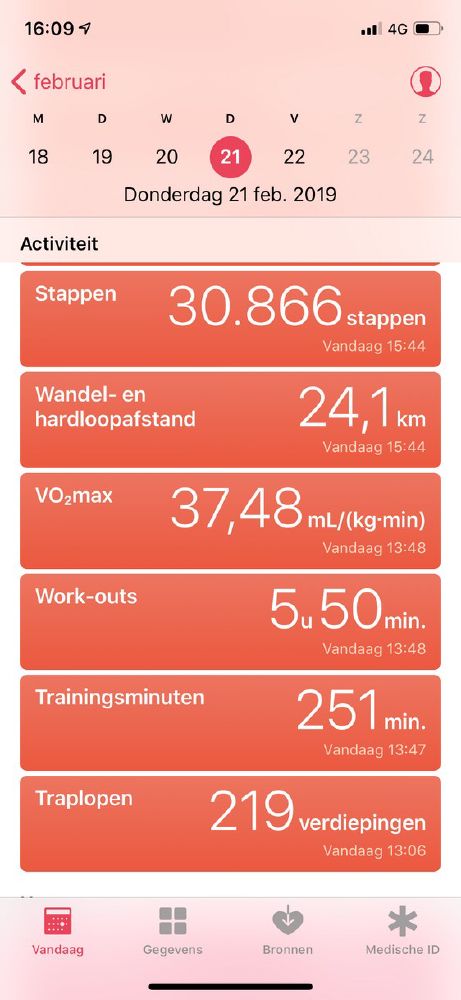 16:09
4G
februari
M D W D V Z Z
18 19 20 21 22 23 24
Donderdag 21 feb. 2019
Activiteit
Stappen
30.866 stappen
Vandaag 15:44
Wandel- en
hardloopafstand
24,1 km
Vandaag 15:44
VO₂max
37,48 mL/(kg·min)
Vandaag 13:48
Work-outs
5u 50min.
Vandaag 13:48
Trainingsminuten
251 min.
Vandaag 13:47
Traplopen
219 verdiepingen
Vandaag 13:06
Vandaag
Gegevens
Bronnen
Medische ID